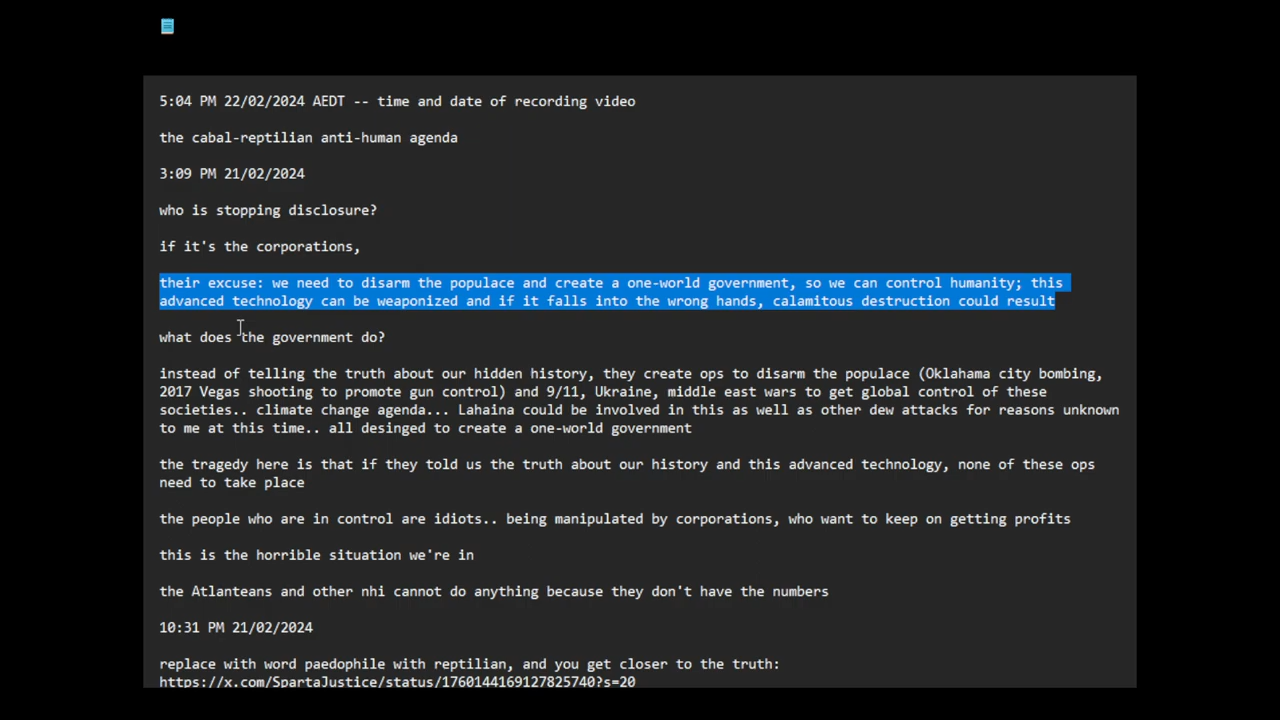 5:04 PM 22/02/2024 AEDT -- time and date of recording video
the cabal-reptilian anti-human agenda
3:09 PM 21/02/2024
who is stopping disclosure?
if it's the corporations,
their excuse: we need to disarm the populace and create a one-world government, so we can control humanity; this
advanced technology can be weaponized and if it falls into the wrong hands, calamitous destruction could result
what does the government do?
instead of telling the truth about our hidden history, they create ops to disarm the populace (Oklahoma city bombing,
2017 Vegas shooting to promote gun control) and 9/11, Ukraine, middle east wars to get global control of these
societies.. climate change agenda... Lahaina could be involved in this as well as other dew attacks for reasons unknown
to me at this time.. all desinged to create a one-world government
the tragedy here is that if they told us the truth about our history and this advanced technology, none of these ops
need to take place
the people who are in control are idiots.. being manipulated by corporations, who want to keep on getting profits
this is the horrible situation we're in
the Atlanteans and other nhi cannot do anything because they don't have the numbers
10:31 PM 21/02/2024
replace with word paedophile with reptilian, and you get closer to the truth:
https://x.com/SpartaJustice/status/1760144169127825740?s=20